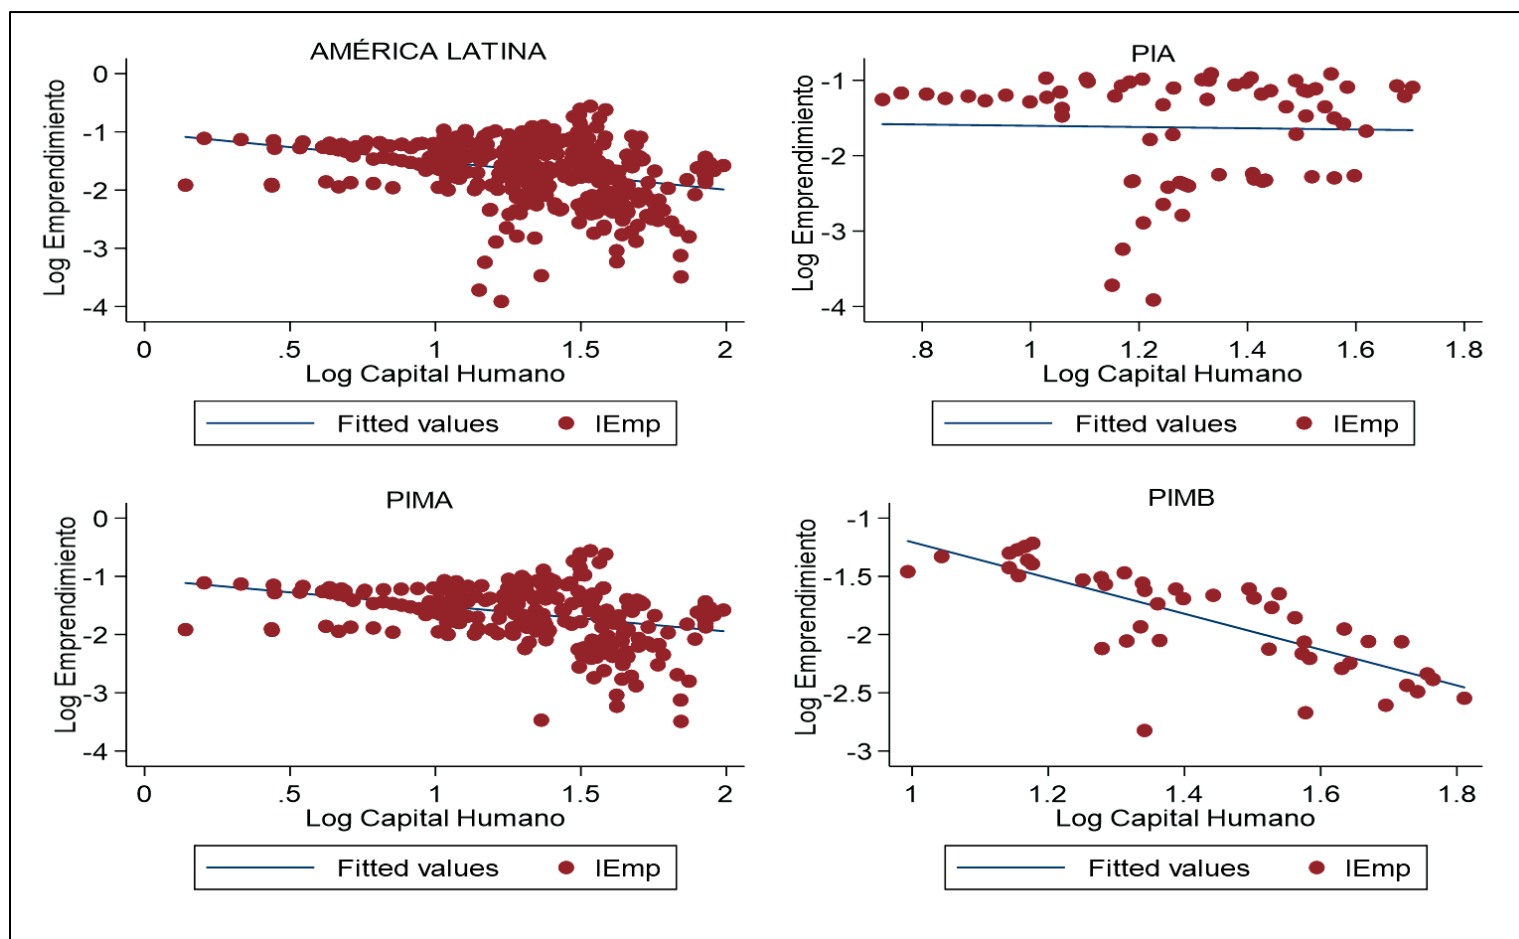 AMÉRICA LATINA
Log Emprendimiento
0
-1
-2
-3
-4
0 .5 1 1.5 2
Log Capital Humano
Fitted values lEmp
PIA
Log Emprendimiento
-1
-2
-3
-4
.8 1 1.2 1.4 1.6 1.8
Log Capital Humano
Fitted values lEmp
PIMA
Log Emprendimiento
0
-1
-2
-3
-4
0 .5 1 1.5 2
Log Capital Humano
Fitted values lEmp
PIMB
Log Emprendimiento
-1
-1.5
-2
-2.5
-3
1 1.2 1.4 1.6 1.8
Log Capital Humano
Fitted values lEmp